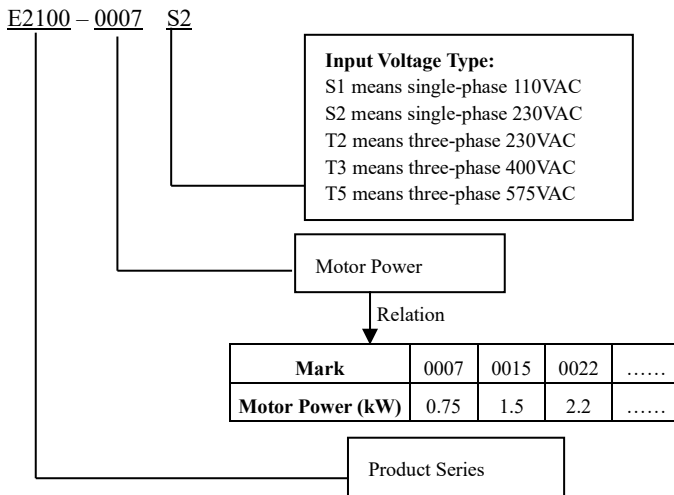 E2100 – 0007 S2
Input Voltage Type:
S1 means single-phase 110VAC
S2 means single-phase 230VAC
T2 means three-phase 230VAC
T3 means three-phase 400VAC
T5 means three-phase 575VAC
Motor Power
Relation
Mark 0007 0015 0022 ……
Motor Power (kW) 0.75 1.5 2.2 ……
Product Series